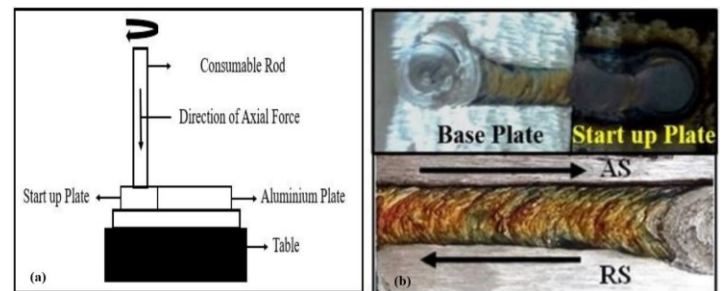 Consumable Rod
Direction of Axial Force
Start up Plate
Aluminium Plate
Table
(a)
Base Plate
Start up Plate
AS
RS
(b)